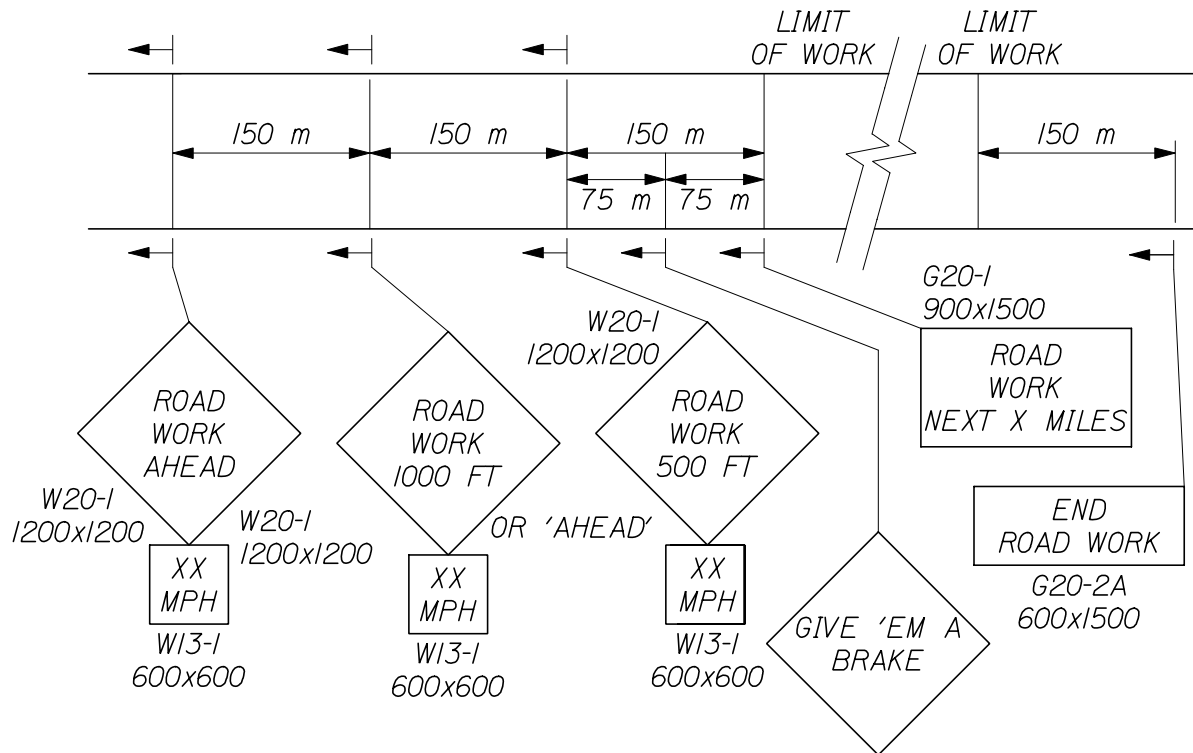 LIMIT
OF WORK
LIMIT
OF WORK
150 m
150 m
150 m
150 m
75 m
75 m
G20-1
900x1500
W20-1
1200x1200
ROAD
WORK
AHEAD
ROAD
WORK
1000 FT
ROAD
WORK
500 FT
ROAD
WORK
NEXT X MILES
W20-1
1200x1200
W20-1
1200x1200
OR 'AHEAD'
END
ROAD WORK
XX
MPH
XX
MPH
XX
MPH
G20-2A
600x1500
W13-1
600x600
W13-1
600x600
W13-1
600x600
GIVE 'EM A
BRAKE